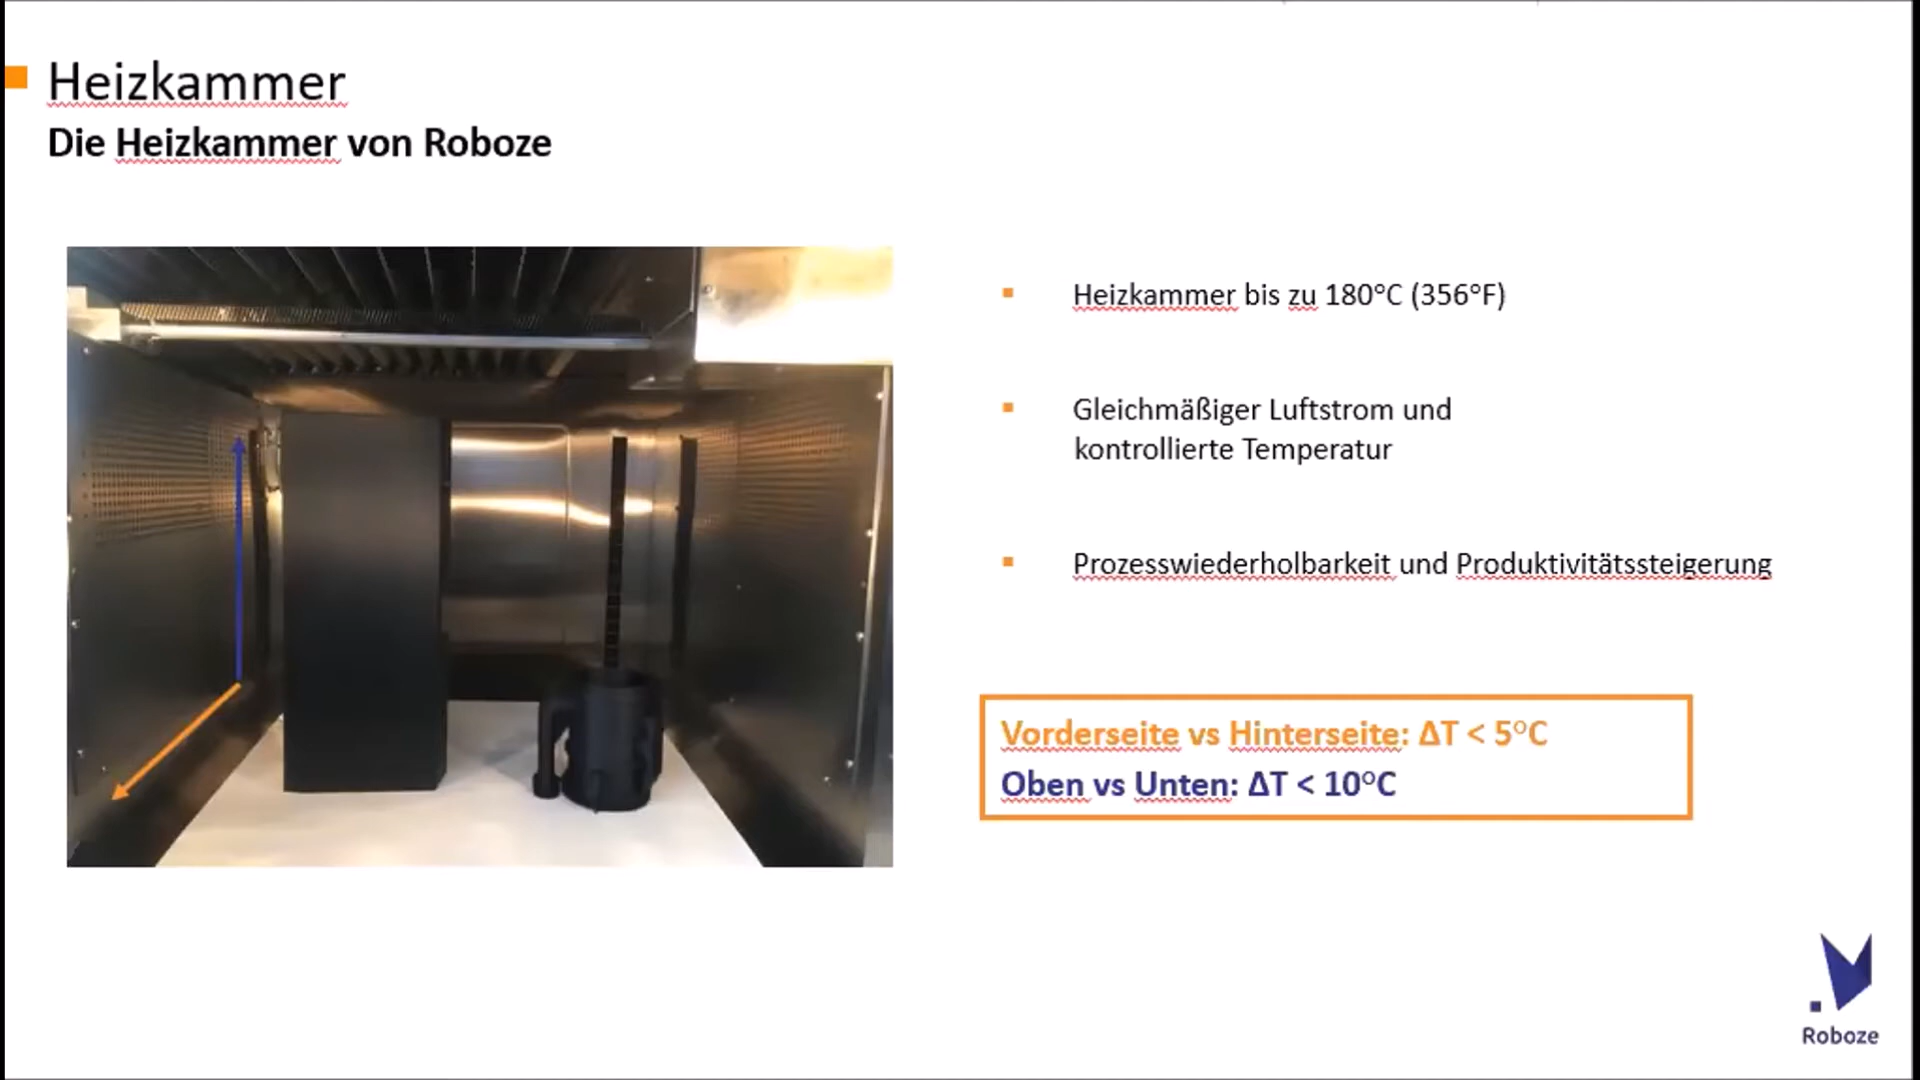 Heizkammer
Die Heizkammer von Roboze
Heizkammer bis zu 180°C (356°F)
Gleichmäßiger Luftstrom und
kontrollierte Temperatur
Prozesswiederholbarkeit und Produktivitätssteigerung
Vorderseite vs Hinterseite: ΔT < 5°C
Oben vs Unten: ΔT < 10°C
Roboze